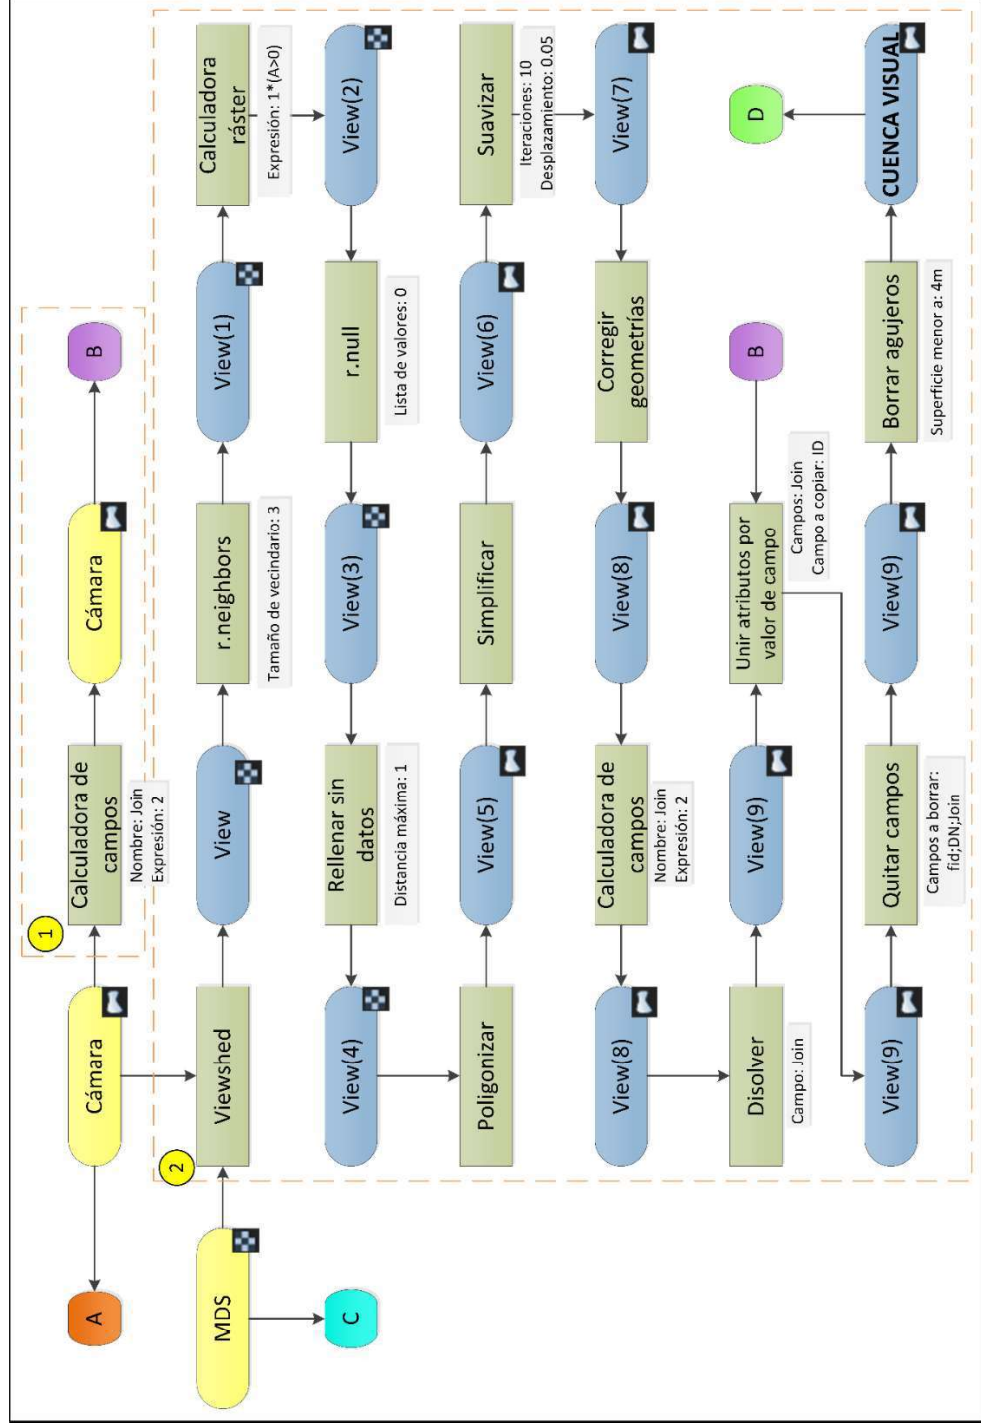 1
A
Cámara
Calculadora de
campos
Nombre: Join
Expresión: 2
Cámara
B
2
MDS
C
Viewshed
View
r.neighbors
Tamaño de vecindario: 3
View(1)
Calculadora
ráster
Expresión: 1*(A>0)
View(2)
r.null
Lista de valores: 0
View(3)
Rellenar sin
datos
Distancia máxima: 1
View(4)
Poligonizar
View(5)
Simplificar
View(6)
Suavizar
Iteraciones: 10
Desplazamiento: 0.05
View(7)
Corregir
geometrías
View(8)
Calculadora de
campos
Nombre: Join
Expresión: 2
View(8)
Disolver
Campo: Join
View(9)
Unir atributos por
valor de campo
Campos: Join
Campo a copiar: ID
B
View(9)
Quitar campos
Campos a borrar:
fid;DN;Join
View(9)
Borrar agujeros
Superficie menor a: 4m
CUENCA VISUAL
D